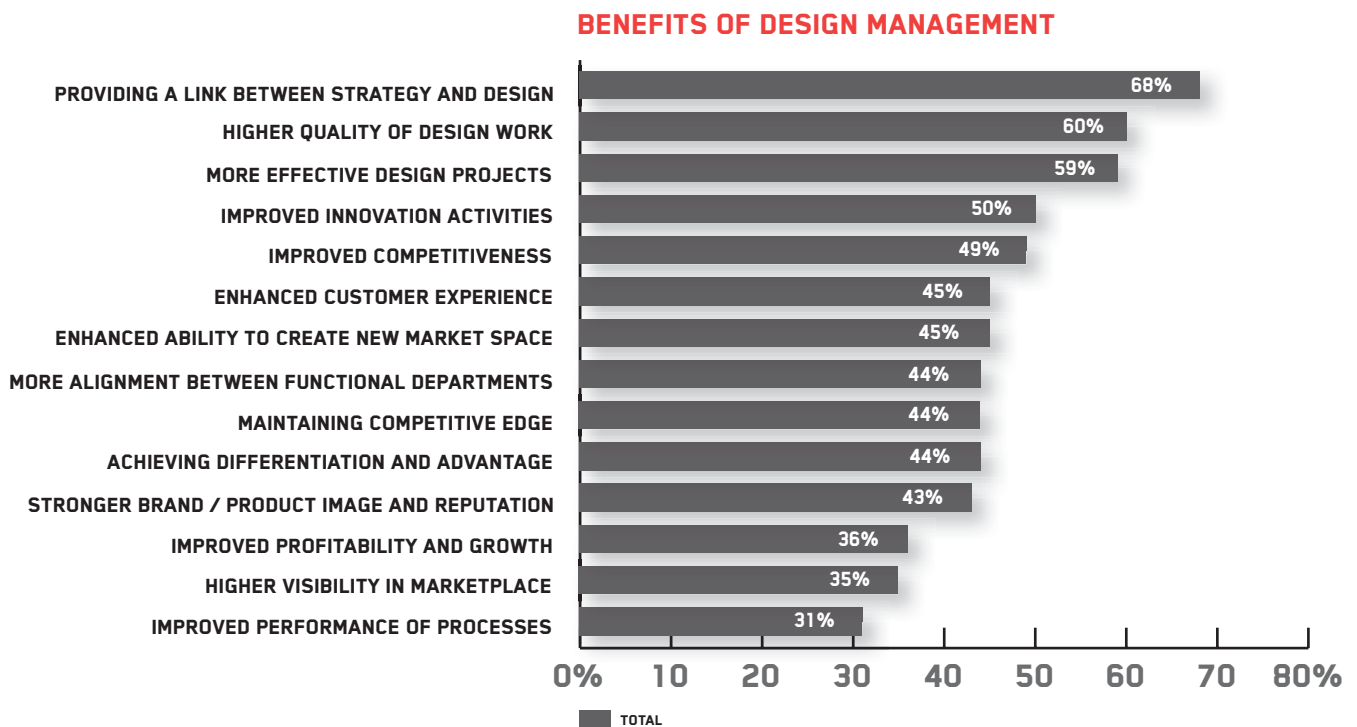 BENEFITS OF DESIGN MANAGEMENT
PROVIDING A LINK BETWEEN STRATEGY AND DESIGN 68%
HIGHER QUALITY OF DESIGN WORK 60%
MORE EFFECTIVE DESIGN PROJECTS 59%
IMPROVED INNOVATION ACTIVITIES 50%
IMPROVED COMPETITIVENESS 49%
ENHANCED CUSTOMER EXPERIENCE 45%
ENHANCED ABILITY TO CREATE NEW MARKET SPACE 45%
MORE ALIGNMENT BETWEEN FUNCTIONAL DEPARTMENTS 44%
MAINTAINING COMPETITIVE EDGE 44%
ACHIEVING DIFFERENTIATION AND ADVANTAGE 44%
STRONGER BRAND / PRODUCT IMAGE AND REPUTATION 43%
IMPROVED PROFITABILITY AND GROWTH 36%
HIGHER VISIBILITY IN MARKETPLACE 35%
IMPROVED PERFORMANCE OF PROCESSES 31%
0% 10 20 30 40 50 60 70 80%
TOTAL